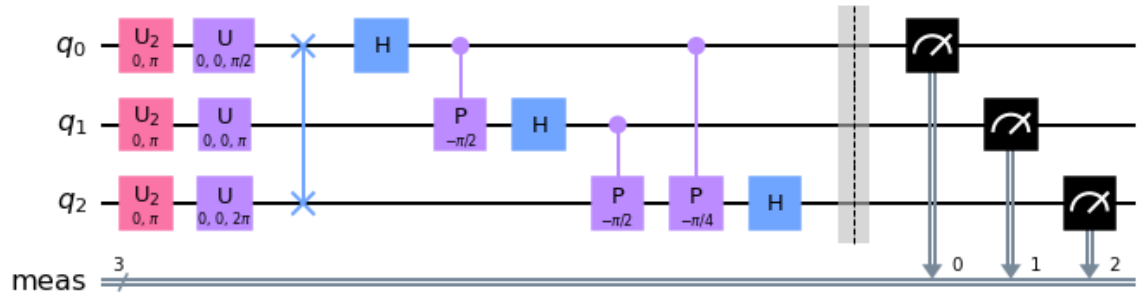 q0 U2 0, π U 0, 0, π/2 H
q1 U2 0, π U 0, 0, π P −π/2 H
q2 U2 0, π U 0, 0, 2π P −π/2 P −π/4 H
3 0 1 2
meas